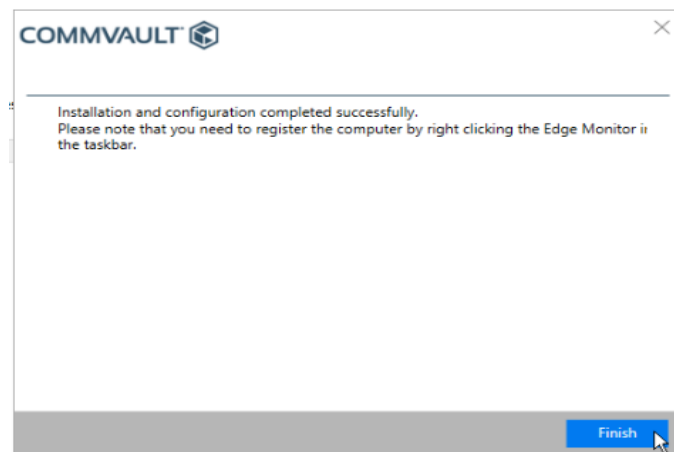 COMMVAULT
Installation and configuration completed successfully.
Please note that you need to register the computer by right clicking the Edge Monitor in
the taskbar.
Finish